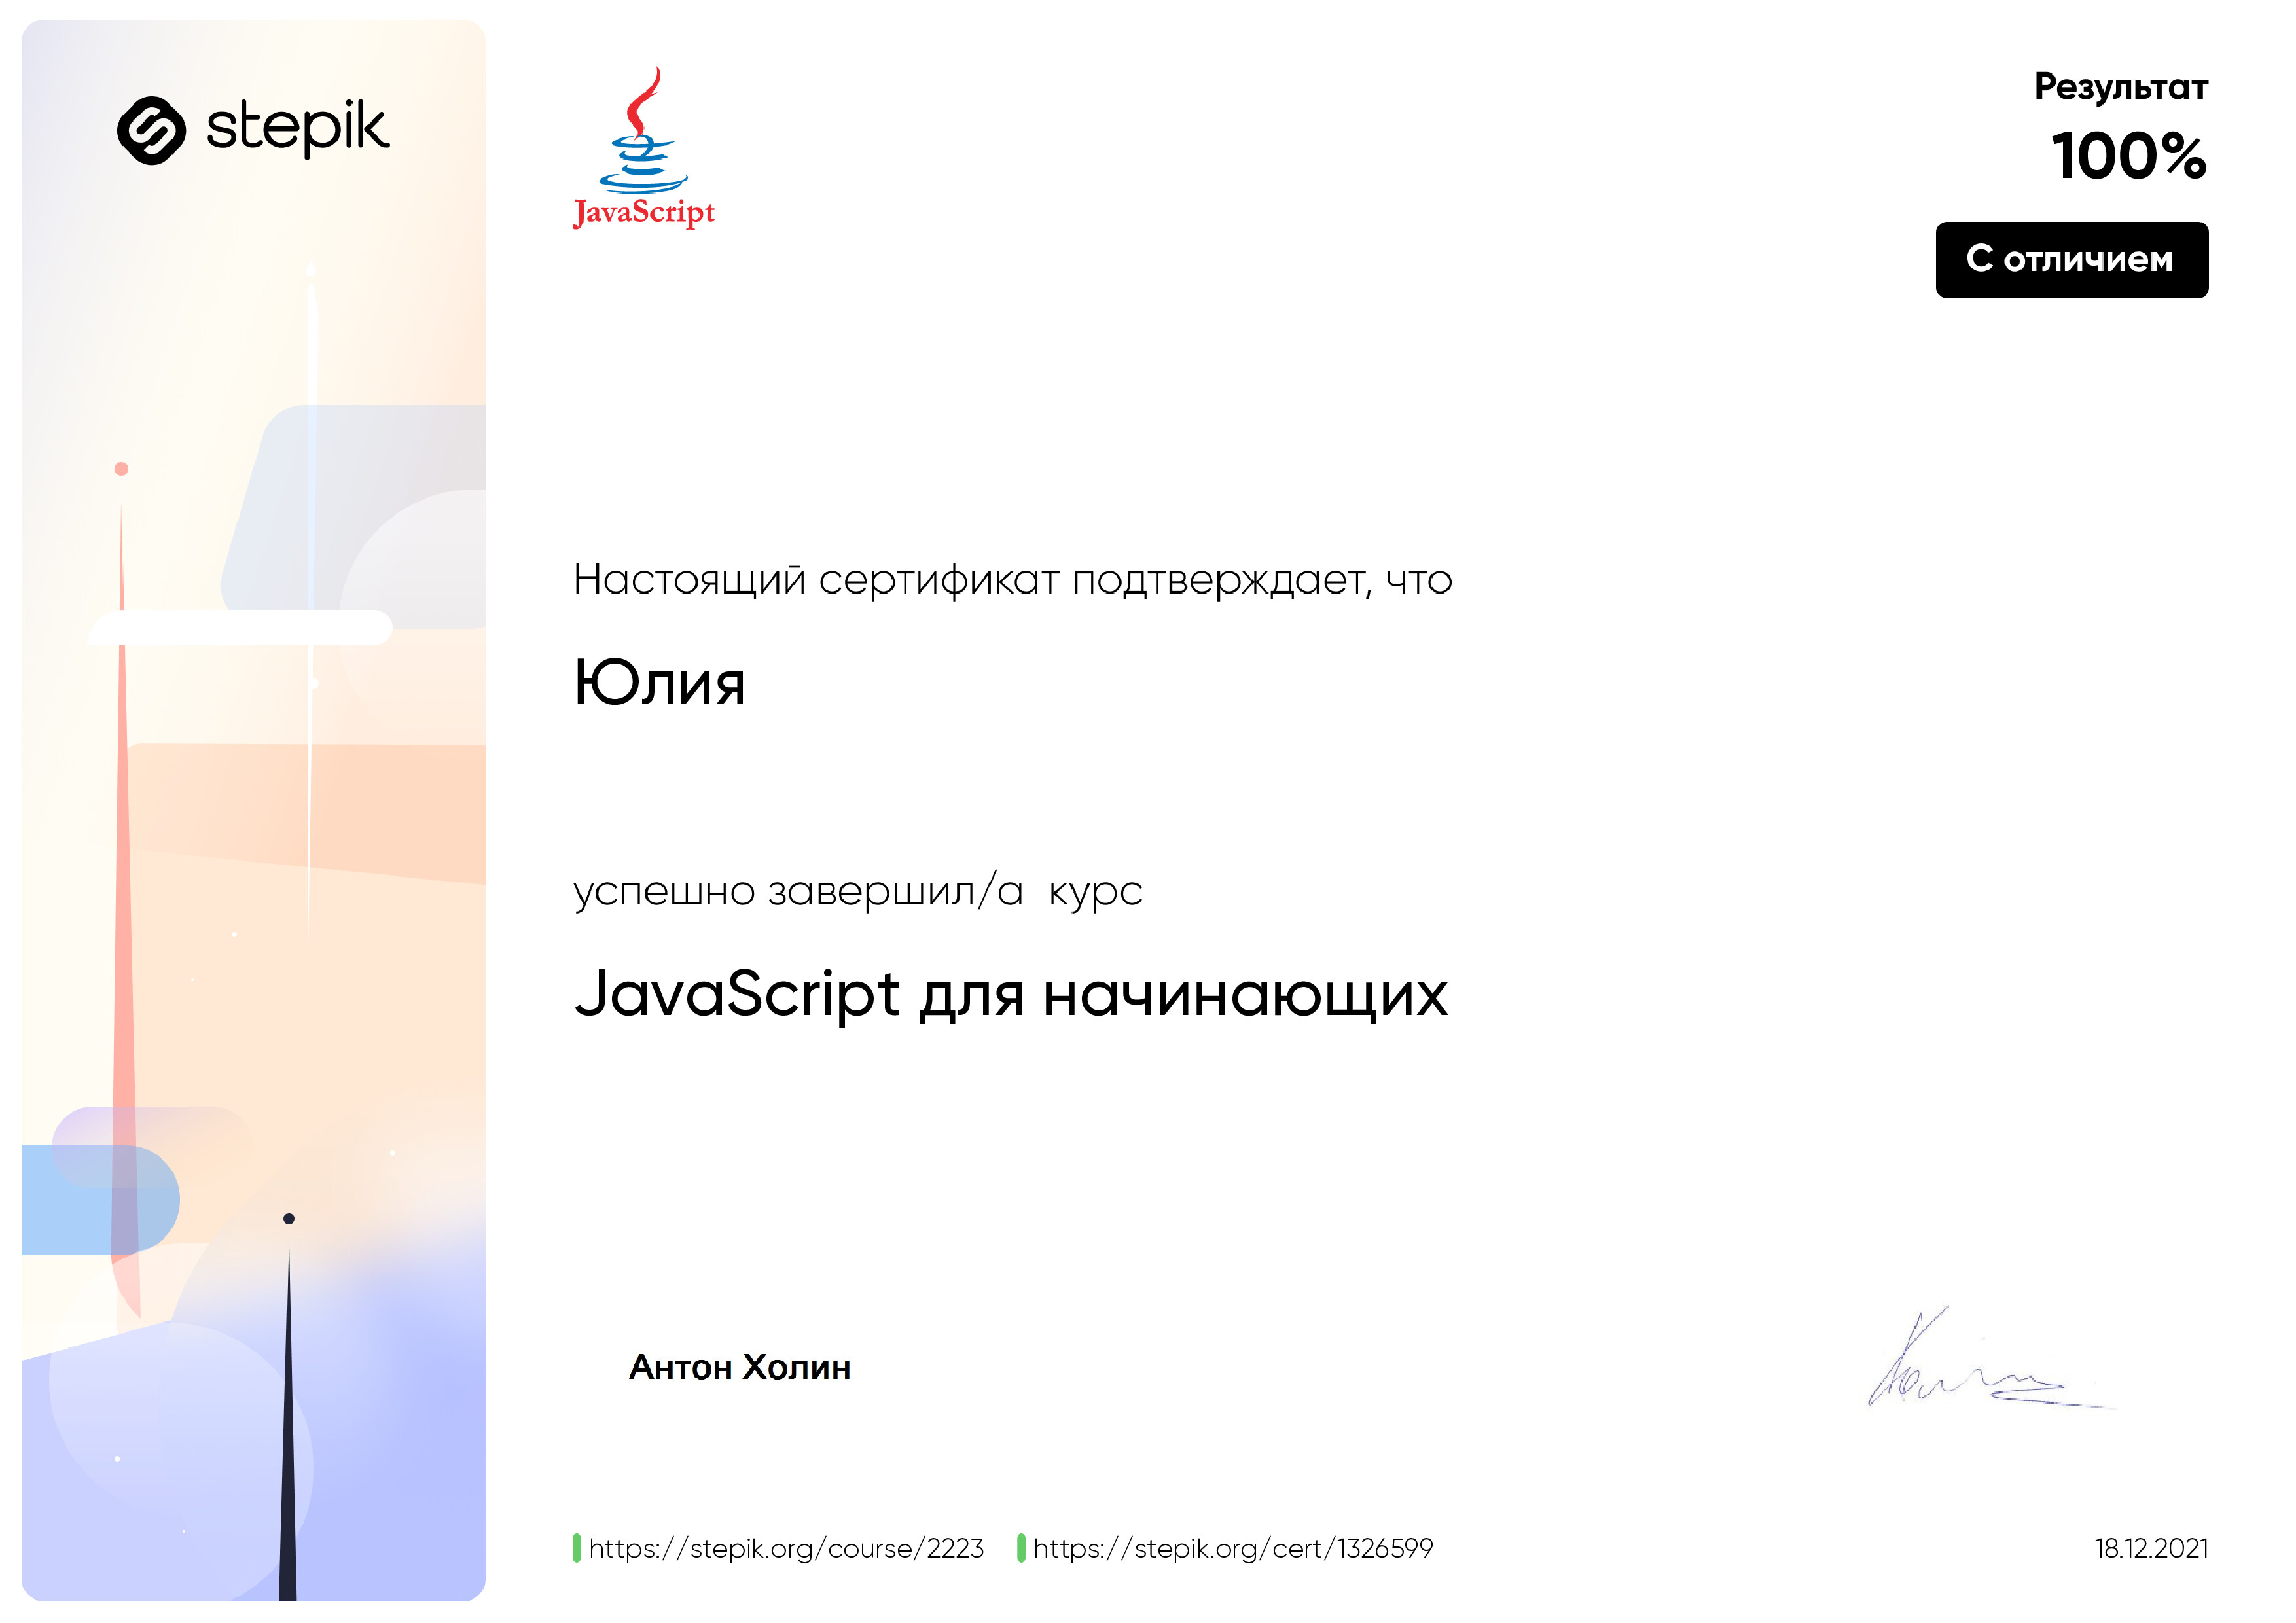 stepik
JavaScript
Результат
100%
С отличием
Настоящий сертификат подтверждает, что
Юлия
успешно завершил/а курс
JavaScript для начинающих
Антон Холин
https://stepik.org/course/2223
https://stepik.org/cert/1326599
18.12.2021